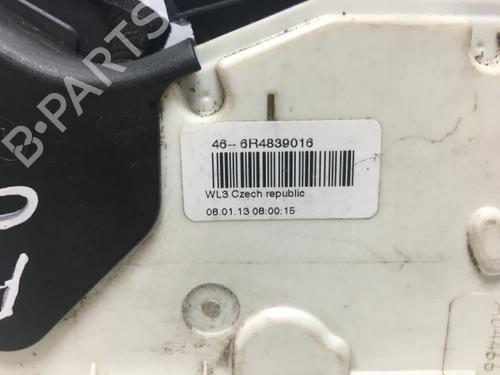 B-PARTS
46-- 6R4839016
WL3 Czech republic
08.01.13 08:00:15